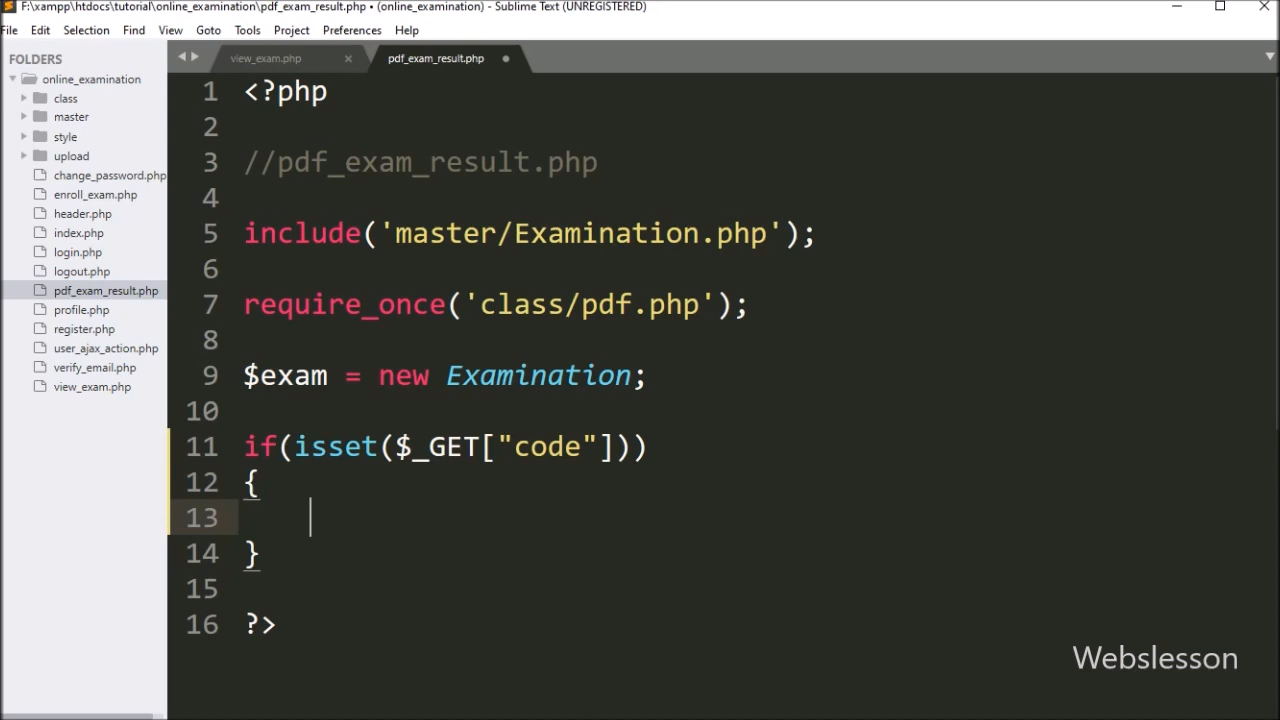 F:\xampp\htdocs\tutorial\online_examination\pdf_exam_result.php • (online_examination) - Sublime Text (UNREGISTERED)
File Edit Selection Find View Goto Tools Project Preferences Help
FOLDERS
online_examination
class
master
style
upload
change_password.php
enroll_exam.php
header.php
index.php
login.php
logout.php
pdf_exam_result.php
profile.php
register.php
user_ajax_action.php
verify_email.php
view_exam.php
view_exam.php × pdf_exam_result.php
1 <?php
2
3 //pdf_exam_result.php
4
5 include('master/Examination.php');
6
7 require_once('class/pdf.php');
8
9 $exam = new Examination;
10
11 if(isset($_GET["code"]))
12 {
13
14 }
15
16 ?>
Webslesson